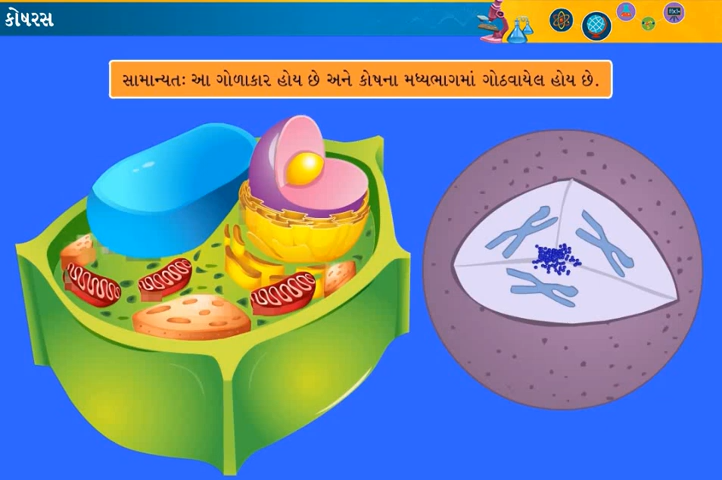 કોષરસ
સામાન્યતઃ આ ગોળાકાર હોય છે અને કોષના મધ્યભાગમાં ગોઠવાયેલ હોય છે.